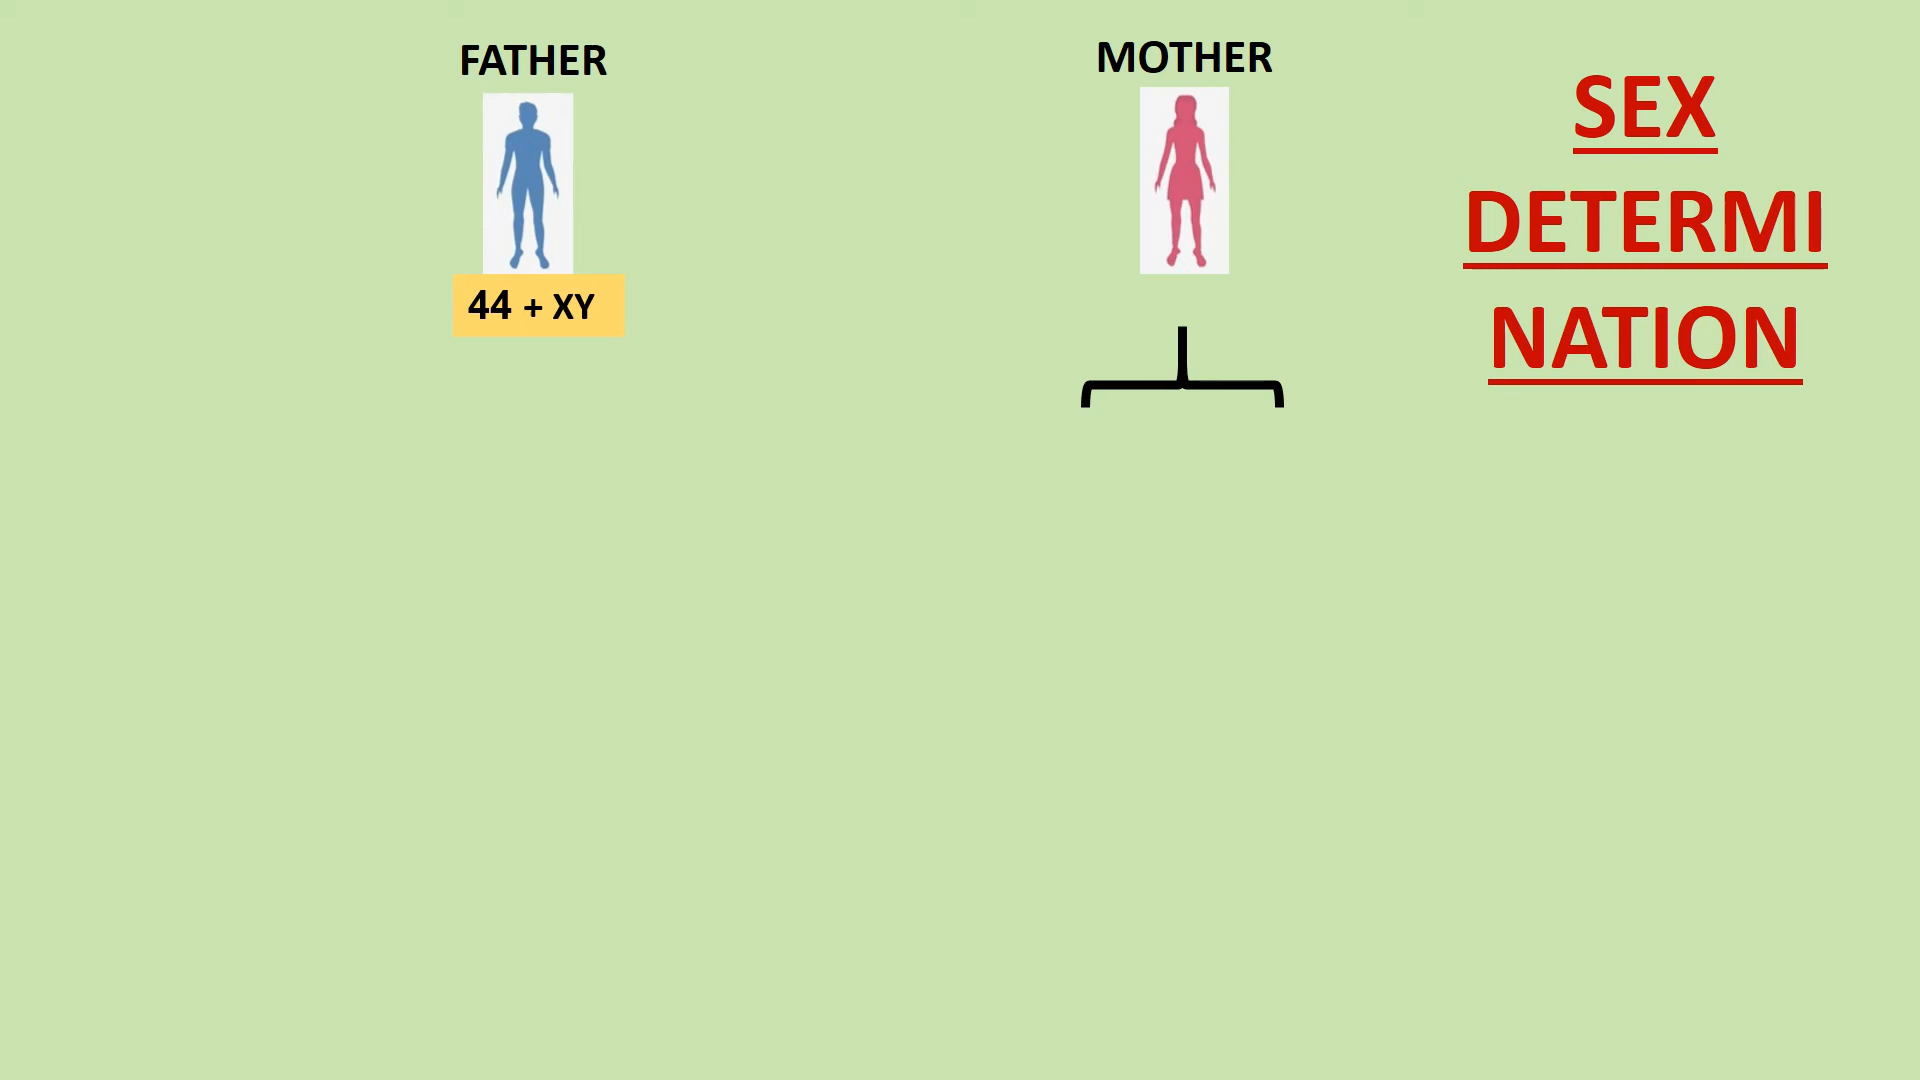 FATHER
MOTHER
44 + XY
SEX
DETERMI
NATION